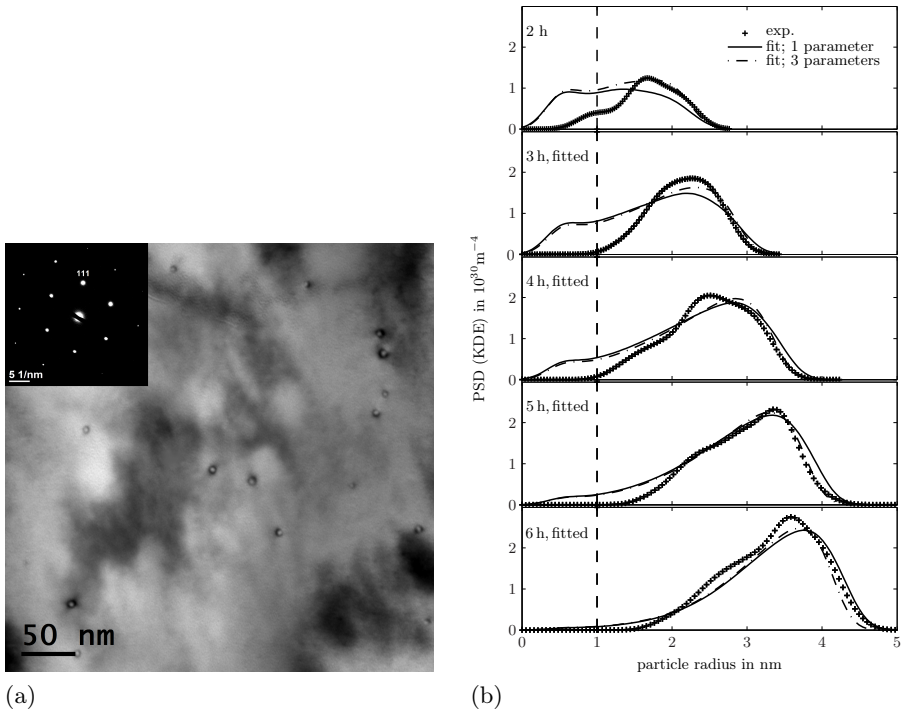 111
5 1/nm
50 nm
(a)
2 h
exp.
fit; 1 parameter
fit; 3 parameters
2
1
0
3 h, fitted
2
1
0
4 h, fitted
2
1
0
5 h, fitted
2
1
0
6 h, fitted
2
1
0
0 1 2 3 4 5
PSD (KDE) in 10³⁰m⁻⁴
particle radius in nm
(b)